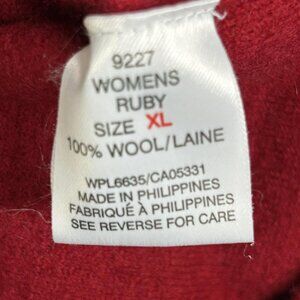 9227
WOMENS
RUBY
SIZE XL
100% WOOL/LAINE
WPL6635/CA05331
MADE IN PHILIPPINES
FABRIQUÉ À PHILIPPINES
SEE REVERSE FOR CARE